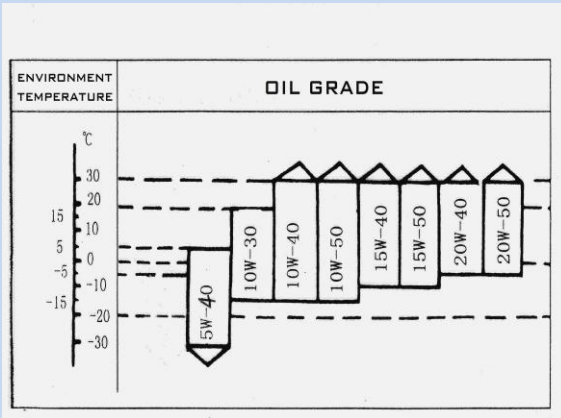 ENVIRONMENT
TEMPERATURE
OIL GRADE
℃
30
20
15
10
5
0
-5
-10
-15
-20
-30
5W-40
10W-30
10W-40
10W-50
15W-40
15W-50
20W-40
20W-50